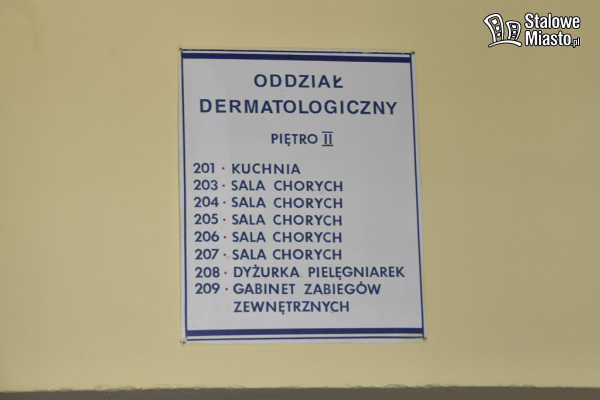 Stalowe
Miasto.pl
ODDZIAŁ
DERMATOLOGICZNY
PIĘTRO II
201 · KUCHNIA
203 · SALA CHORYCH
204 · SALA CHORYCH
205 · SALA CHORYCH
206 · SALA CHORYCH
207 · SALA CHORYCH
208 · DYŻURKA PIELĘGNIAREK
209 · GABINET ZABIEGÓW
ZEWNĘTRZNYCH